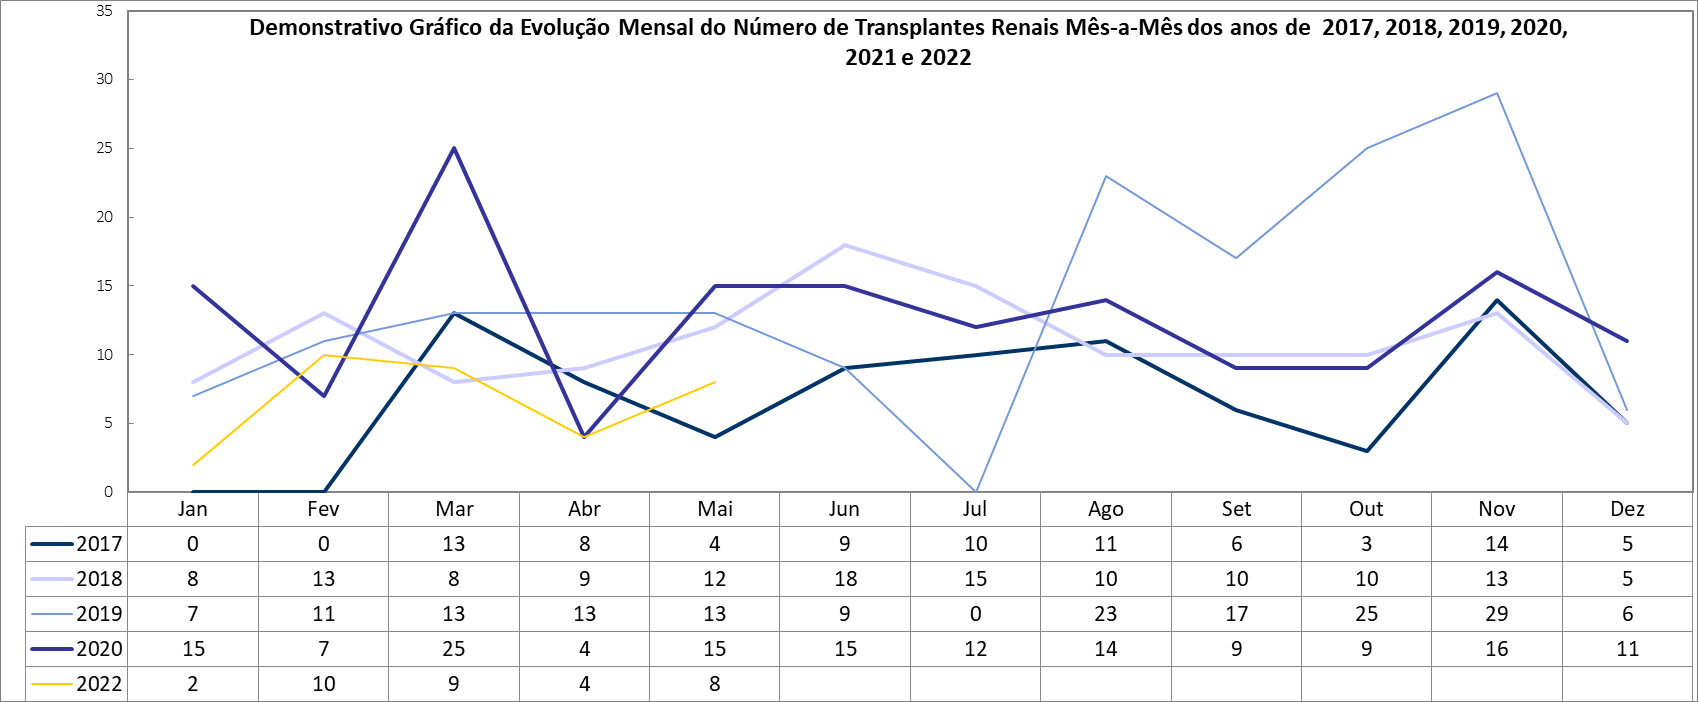 Demonstrativo Gráfico da Evolução Mensal do Número de Transplantes Renais Mês-a-Mês dos anos de 2017, 2018, 2019, 2020,
2021 e 2022
35
30
25
20
15
10
5
0
Jan Fev Mar Abr Mai Jun Jul Ago Set Out Nov Dez
2017 0 0 13 8 4 9 10 11 6 3 14 5
2018 8 13 8 9 12 18 15 10 10 10 13 5
2019 7 11 13 13 13 9 0 23 17 25 29 6
2020 15 7 25 4 15 15 12 14 9 9 16 11
2022 2 10 9 4 8